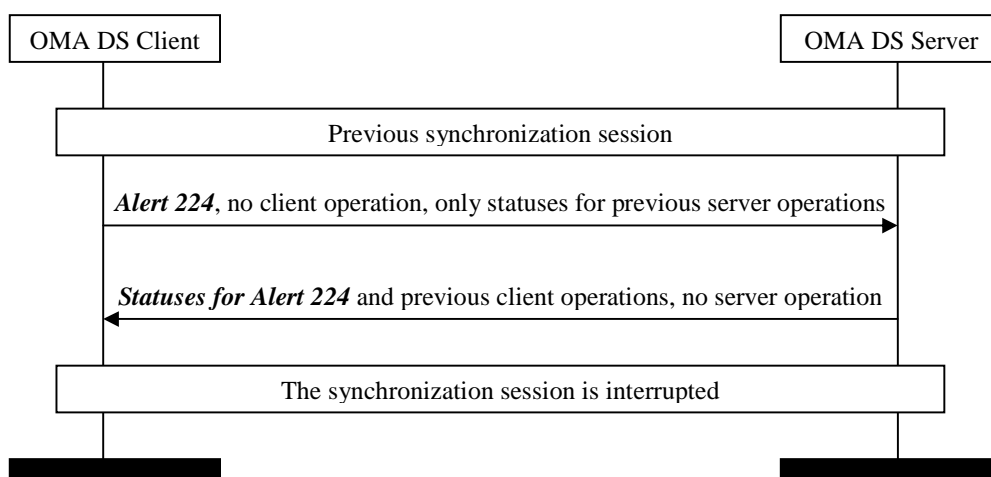 OMA DS Client
OMA DS Server
Previous synchronization session
Alert 224, no client operation, only statuses for previous server operations
Statuses for Alert 224 and previous client operations, no server operation
The synchronization session is interrupted